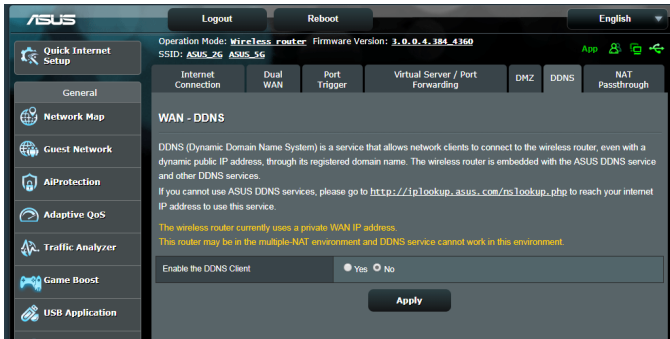 ASUS
Logout
Reboot
English
Operation Mode: Wireless router Firmware Version: 3.0.0.4.384_4360
SSID: ASUS_2G ASUS_5G
App
Quick Internet
Setup
General
Network Map
Guest Network
AiProtection
Adaptive QoS
Traffic Analyzer
Game Boost
USB Application
Internet
Connection
Dual
WAN
Port
Trigger
Virtual Server / Port
Forwarding
DMZ
DDNS
NAT
Passthrough
WAN - DDNS
DDNS (Dynamic Domain Name System) is a service that allows network clients to connect to the wireless router, even with a
dynamic public IP address, through its registered domain name. The wireless router is embedded with the ASUS DDNS service
and other DDNS services.
If you cannot use ASUS DDNS services, please go to http://iplookup.asus.com/nslookup.php to reach your internet
IP address to use this service.
The wireless router currently uses a private WAN IP address.
This router may be in the multiple-NAT environment and DDNS service cannot work in this environment.
Enable the DDNS Client
Yes No
Apply